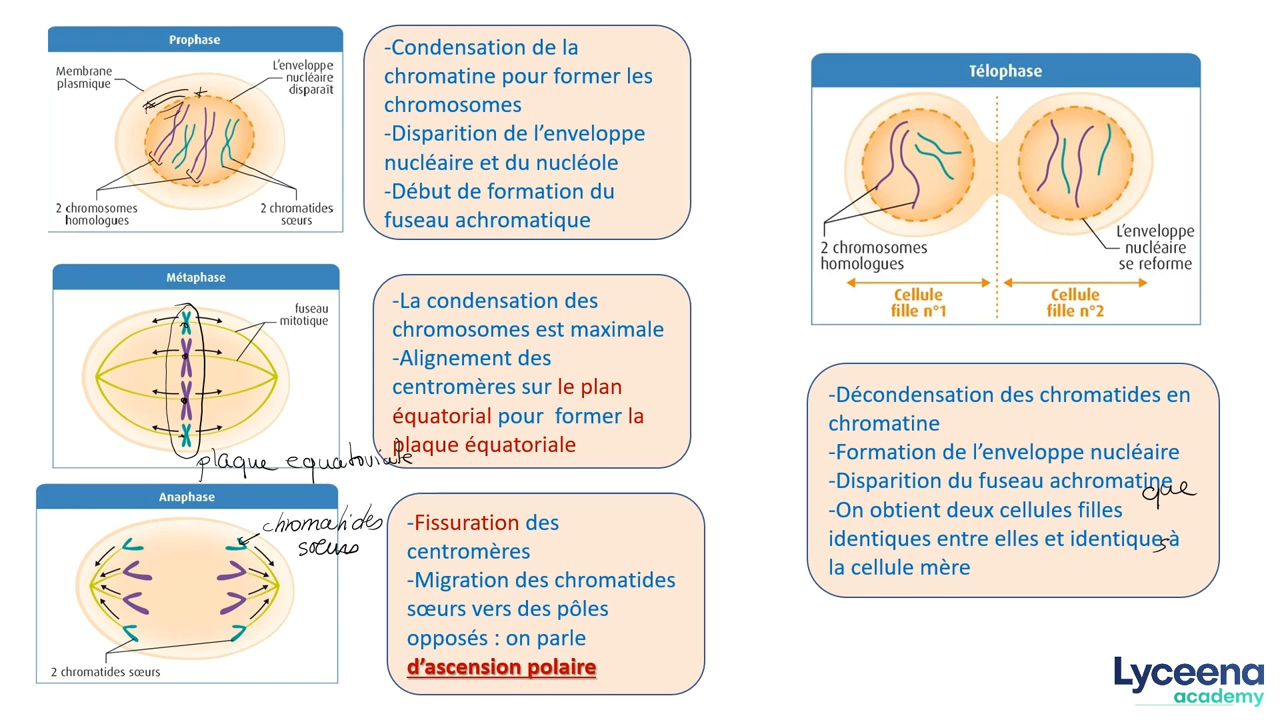 Prophase
Membrane
plasmique
L'enveloppe
nucléaire
disparaît
2 chromosomes
homologues
2 chromatides
sœurs
-Condensation de la
chromatine pour former les
chromosomes
-Disparition de l'enveloppe
nucléaire et du nucléole
-Début de formation du
fuseau achromatique
Métaphase
fuseau
mitotique
plaque equatoriale
-La condensation des
chromosomes est maximale
-Alignement des
centromères sur le plan
équatorial pour former la
plaque équatoriale
Anaphase
chromatides
sœurs
2 chromatides sœurs
-Fissuration des
centromères
-Migration des chromatides
sœurs vers des pôles
opposés : on parle
d'ascension polaire
Télophase
2 chromosomes
homologues
L'enveloppe
nucléaire
se reforme
Cellule
fille n°1
Cellule
fille n°2
-Décondensation des chromatides en
chromatine
-Formation de l'enveloppe nucléaire
-Disparition du fuseau achromatine
que
-On obtient deux cellules filles
identiques entre elles et identique à
s
la cellule mère
Lyceena
academy